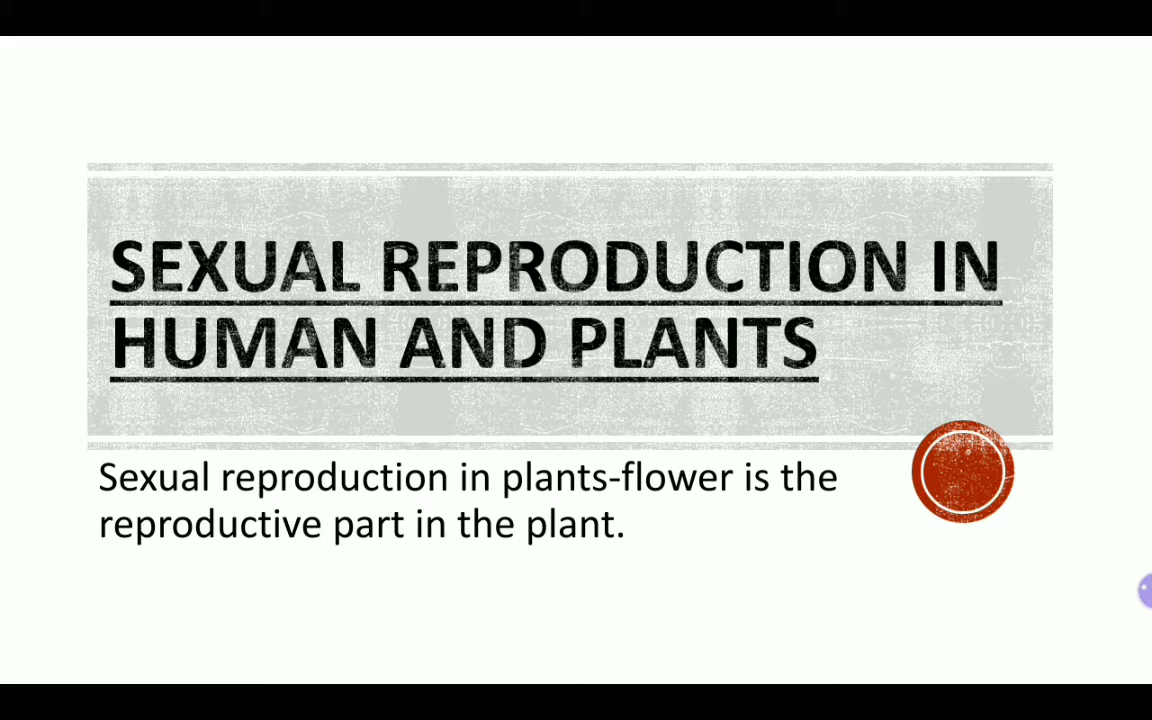 SEXUAL REPRODUCTION IN
HUMAN AND PLANTS
Sexual reproduction in plants-flower is the
reproductive part in the plant.